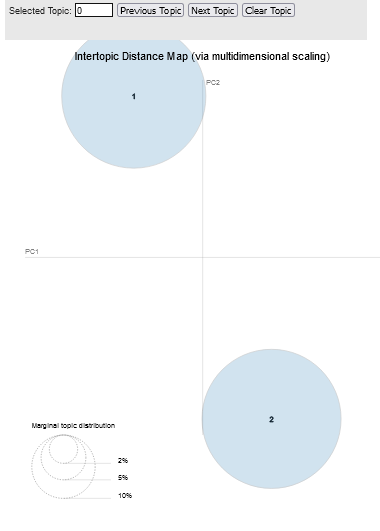 Selected Topic: 0 Previous Topic Next Topic Clear Topic
Intertopic Distance Map (via multidimensional scaling)
PC2
1
PC1
2
Marginal topic distribution
2%
5%
10%